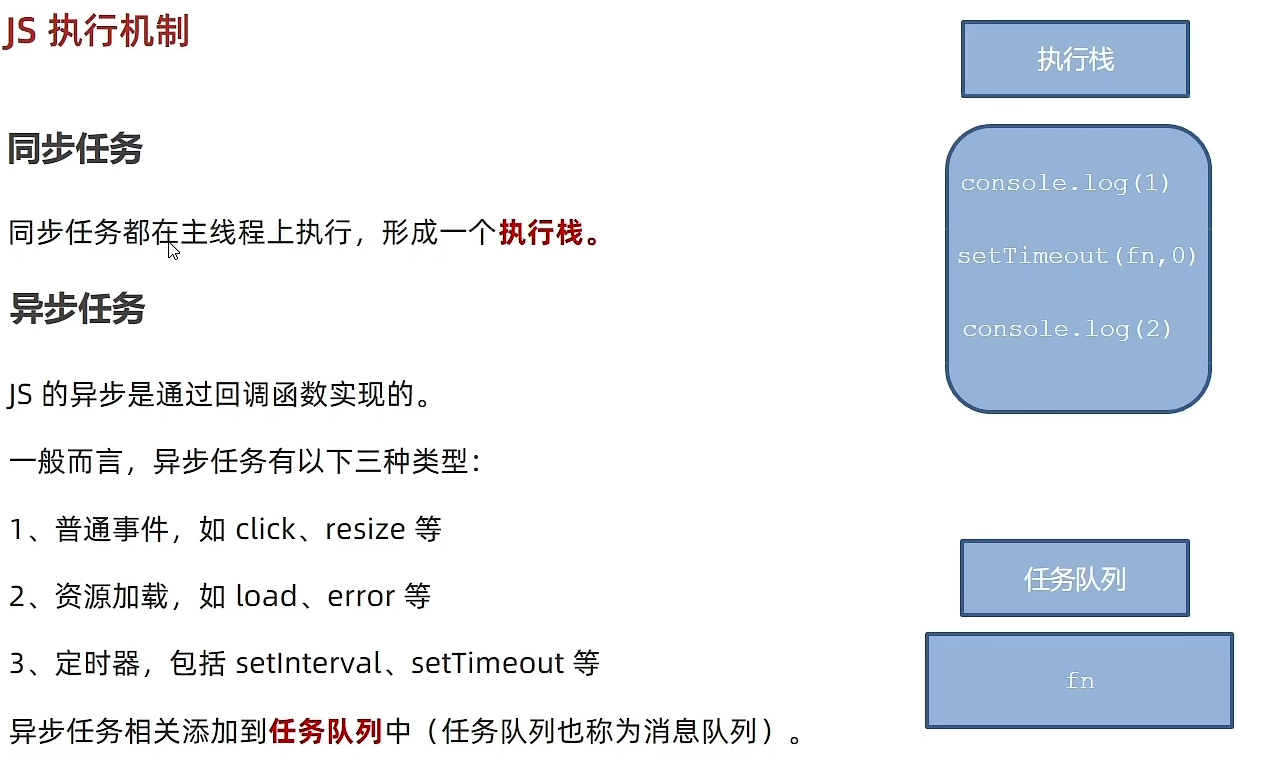 JS 执行机制
同步任务
同步任务都在主线程上执行，形成一个执行栈。
异步任务
JS 的异步是通过回调函数实现的。
一般而言，异步任务有以下三种类型：
1、普通事件，如 click、resize 等
2、资源加载，如 load、error 等
3、定时器，包括 setInterval、setTimeout 等
异步任务相关添加到任务队列中（任务队列也称为消息队列）。
执行栈
console.log(1)
setTimeout(fn,0)
console.log(2)
任务队列
fn